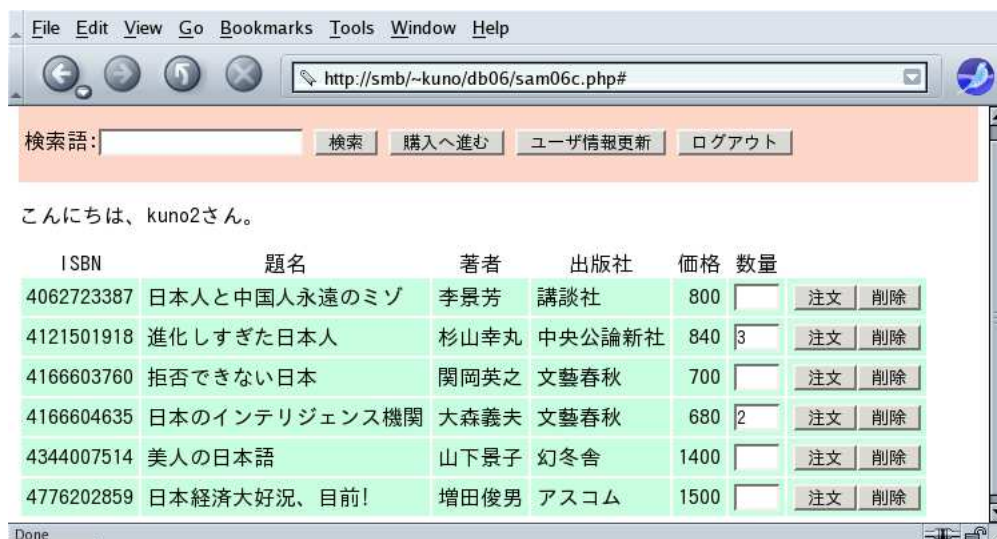 File Edit View Go Bookmarks Tools Window Help
http://smb/~kuno/db06/sam06c.php#
検索語: 検索 購入へ進む ユーザ情報更新 ログアウト
こんにちは、kuno2さん。
ISBN 題名 著者 出版社 価格 数量
4062723387 日本人と中国人永遠のミゾ 李景芳 講談社 800 注文 削除
4121501918 進化しすぎた日本人 杉山幸丸 中央公論新社 840 3 注文 削除
4166603760 拒否できない日本 関岡英之 文藝春秋 700 注文 削除
4166604635 日本のインテリジェンス機関 大森義夫 文藝春秋 680 2 注文 削除
4344007514 美人の日本語 山下景子 幻冬舎 1400 注文 削除
4776202859 日本経済大好況、目前! 増田俊男 アスコム 1500 注文 削除
Done